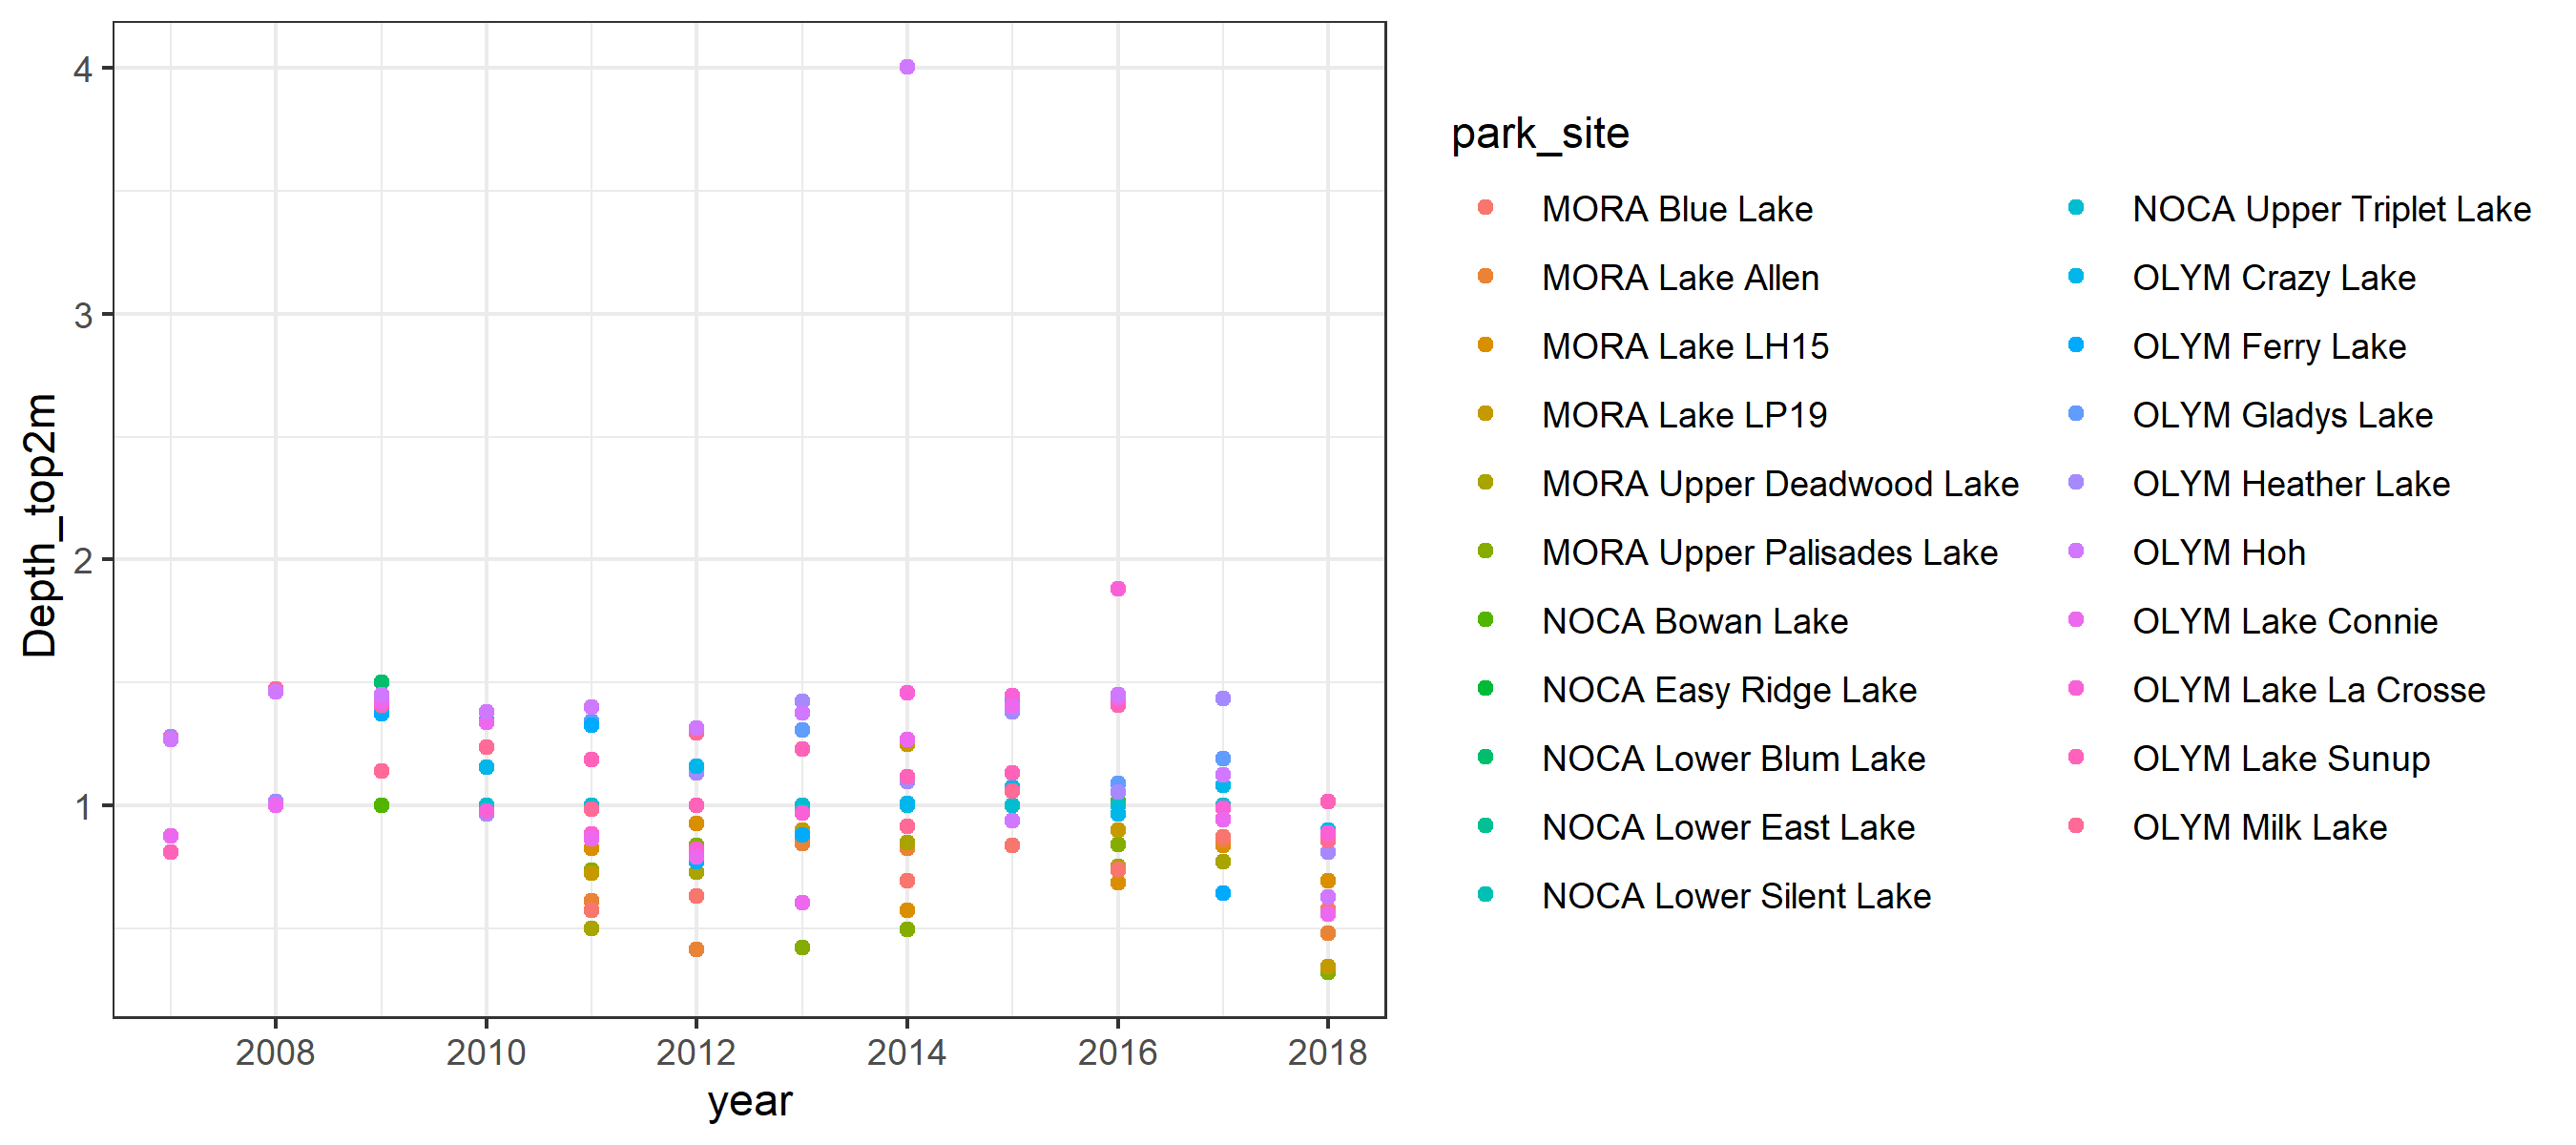 4
3
2
1
Depth_top2m
2008 2010 2012 2014 2016 2018
year
park_site
MORA Blue Lake
MORA Lake Allen
MORA Lake LH15
MORA Lake LP19
MORA Upper Deadwood Lake
MORA Upper Palisades Lake
NOCA Bowan Lake
NOCA Easy Ridge Lake
NOCA Lower Blum Lake
NOCA Lower East Lake
NOCA Lower Silent Lake
NOCA Upper Triplet Lake
OLYM Crazy Lake
OLYM Ferry Lake
OLYM Gladys Lake
OLYM Heather Lake
OLYM Hoh
OLYM Lake Connie
OLYM Lake La Crosse
OLYM Lake Sunup
OLYM Milk Lake